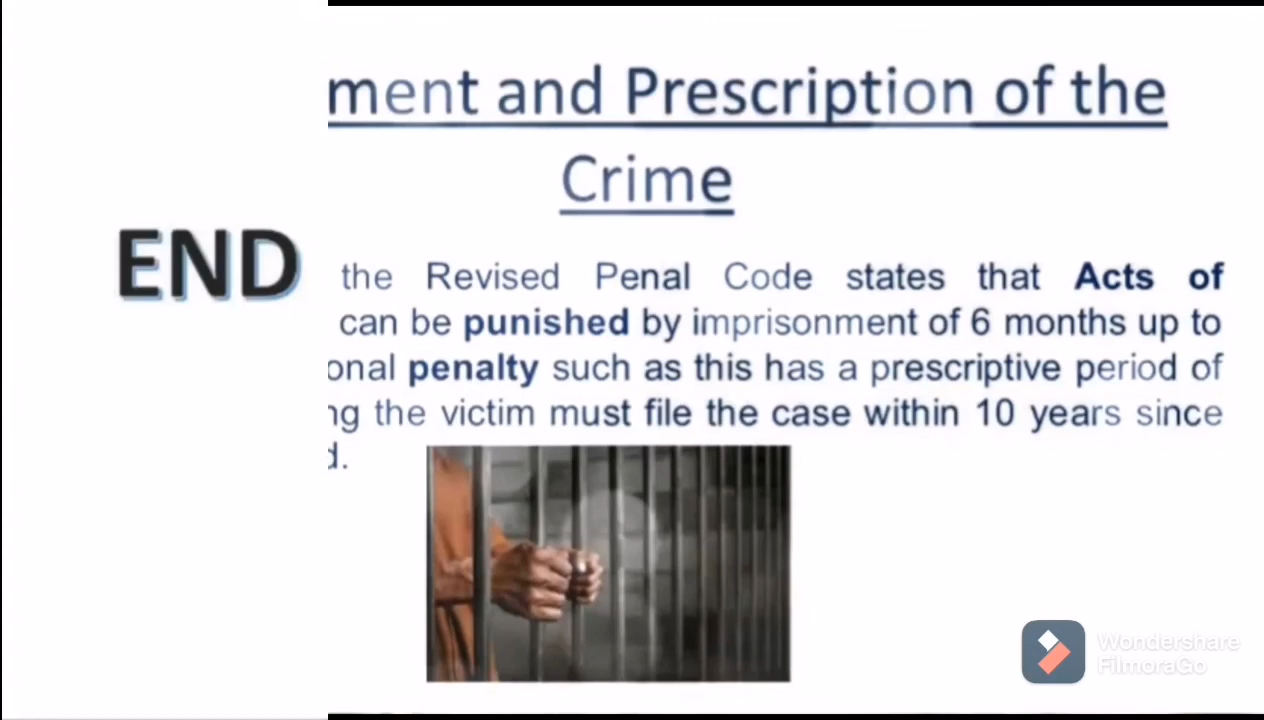 ment and Prescription of the
Crime
END
the Revised Penal Code states that Acts of
can be punished by imprisonment of 6 months up to
onal penalty such as this has a prescriptive period of
ng the victim must file the case within 10 years since
d.
Wondershare
FilmoraGo